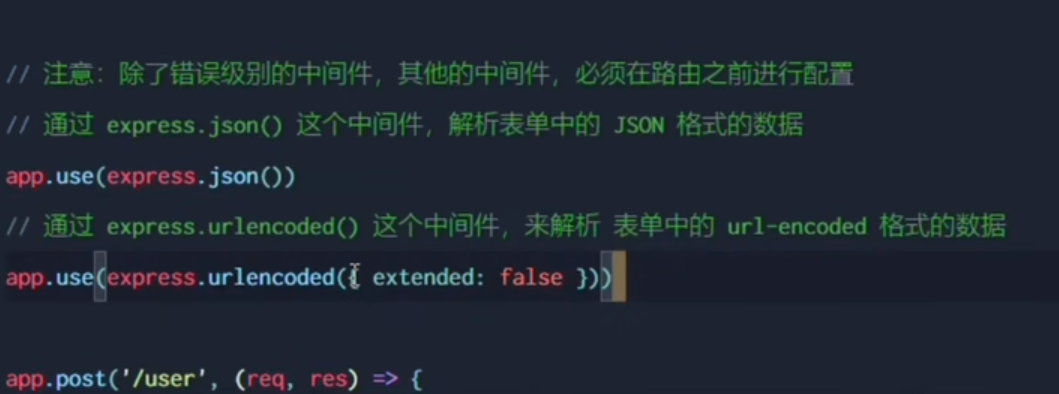 // 注意：除了错误级别的中间件，其他的中间件，必须在路由之前进行配置
// 通过 express.json() 这个中间件，解析表单中的 JSON 格式的数据
app.use(express.json())
// 通过 express.urlencoded() 这个中间件，来解析 表单中的 url-encoded 格式的数据
app.use(express.urlencoded({ extended: false }))
app.post('/user', (req, res) => {